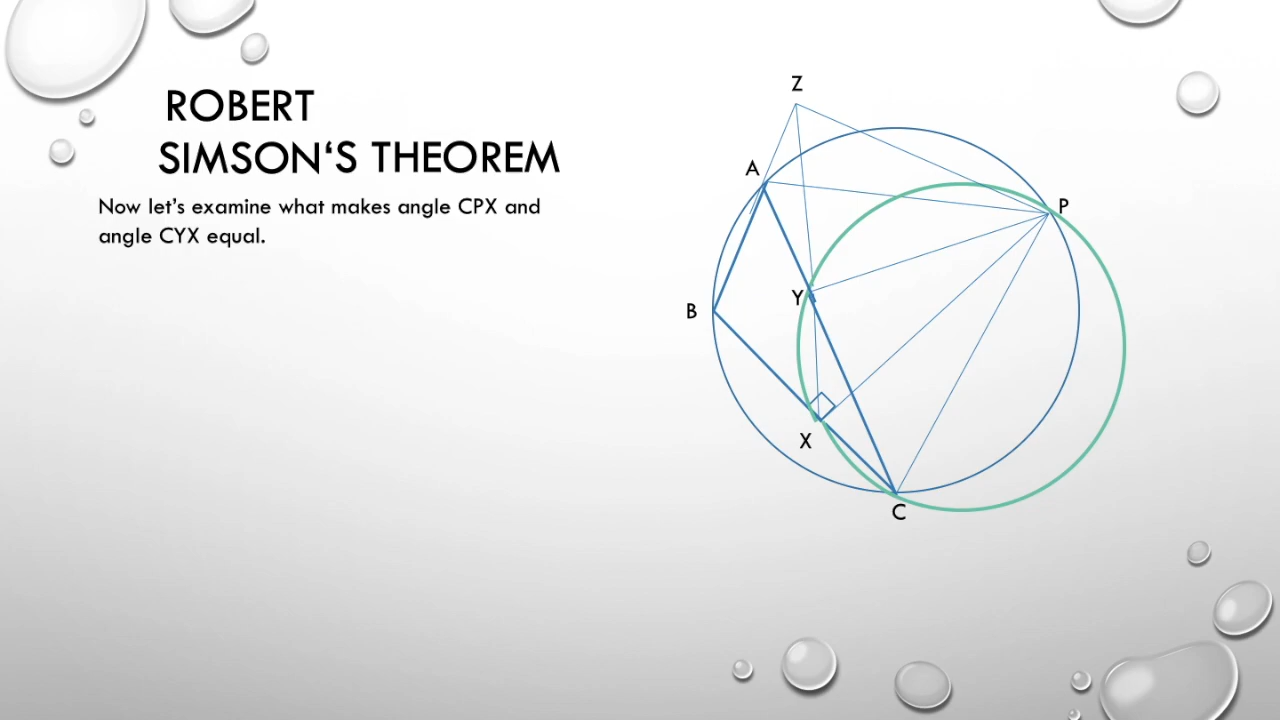 ROBERT
SIMSON‘S THEOREM
Now let’s examine what makes angle CPX and
angle CYX equal.
Z
A
P
Y
B
X
C